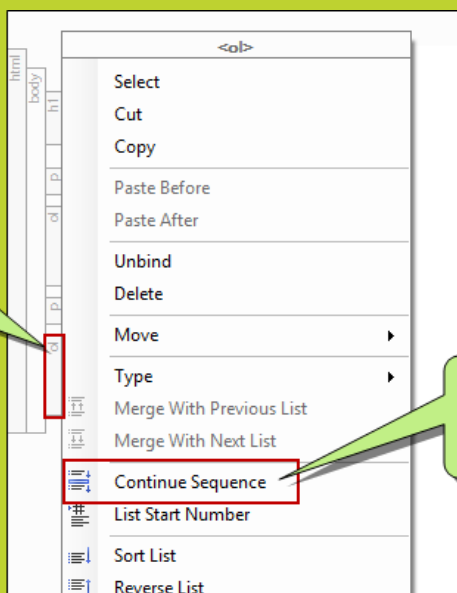 <ol>
html
body
h1
p
ol
p
ol
Select
Cut
Copy
Paste Before
Paste After
Unbind
Delete
Move
Type
Merge With Previous List
Merge With Next List
Continue Sequence
List Start Number
Sort List
Reverse List